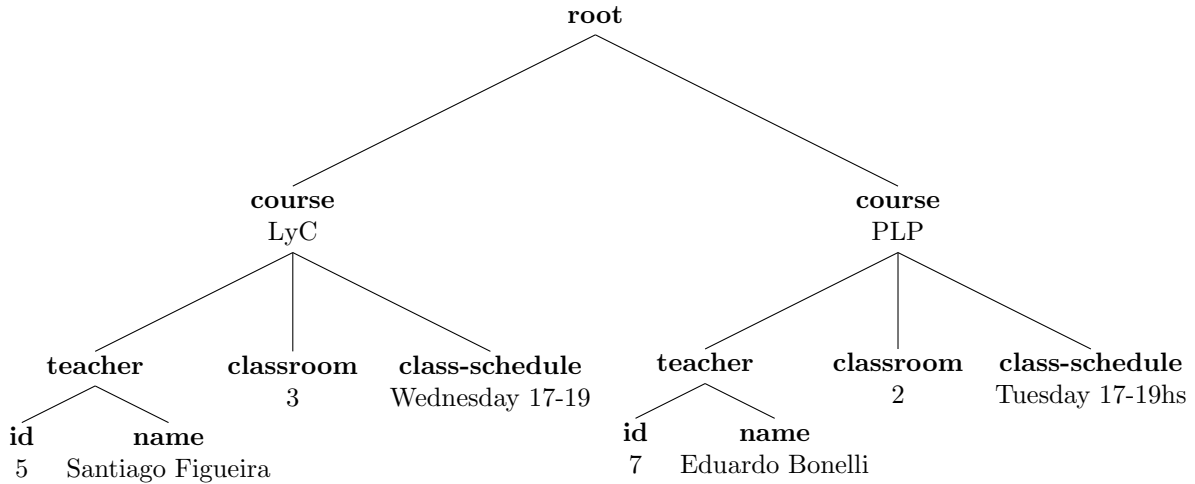 root
course course
LyC PLP
teacher classroom class-schedule teacher classroom class-schedule
3 Wednesday 17-19 2 Tuesday 17-19hs
id name id name
5 Santiago Figueira 7 Eduardo Bonelli